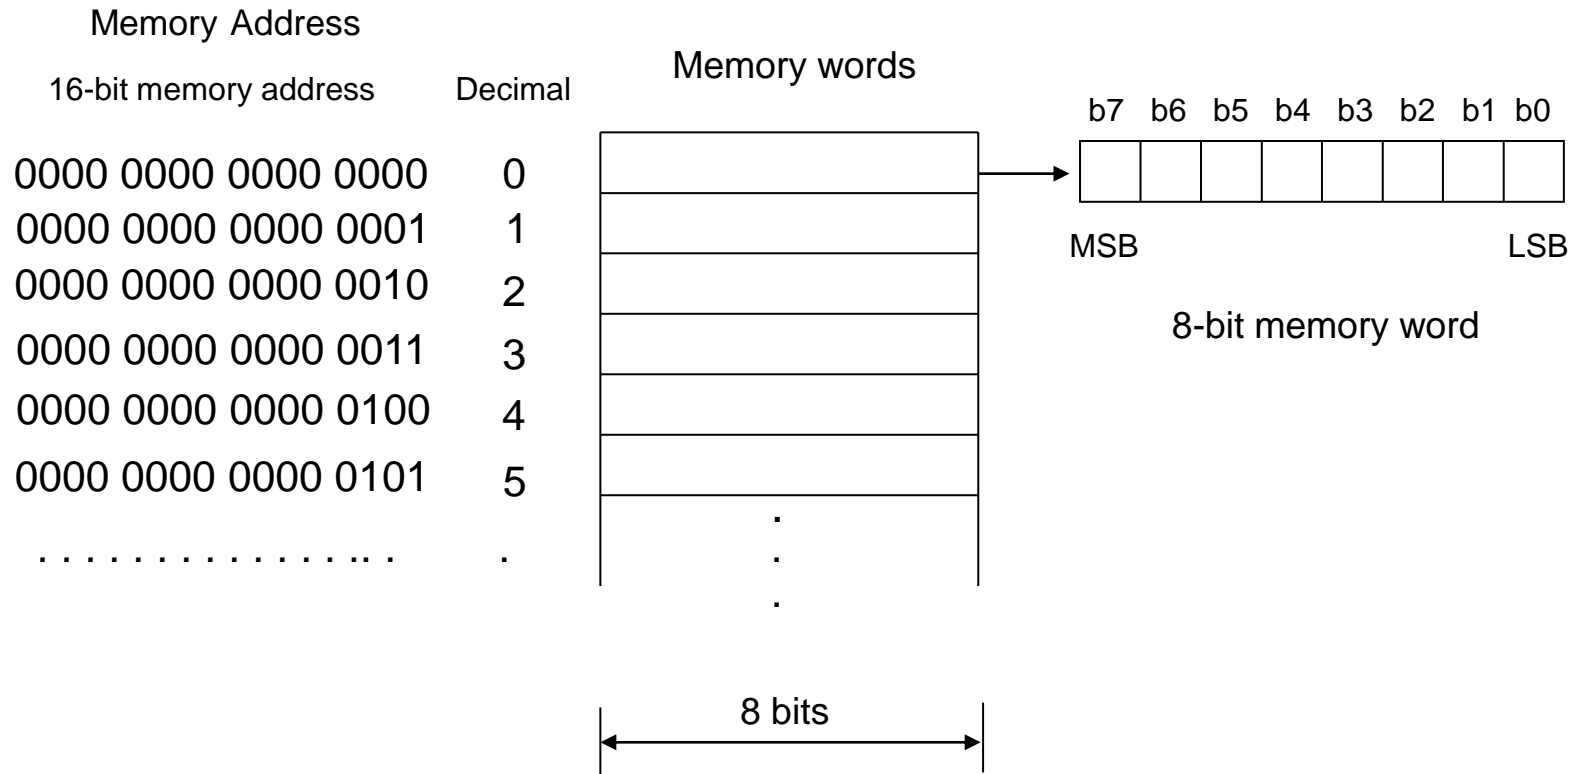 Memory Address
16-bit memory address Decimal
Memory words
b7 b6 b5 b4 b3 b2 b1 b0
0000 0000 0000 0000 0
0000 0000 0000 0001 1
MSB LSB
0000 0000 0000 0010 2
8-bit memory word
0000 0000 0000 0011 3
0000 0000 0000 0100 4
0000 0000 0000 0101 5
. . . . . . . . . . . . . .. . .
.
.
.
8 bits